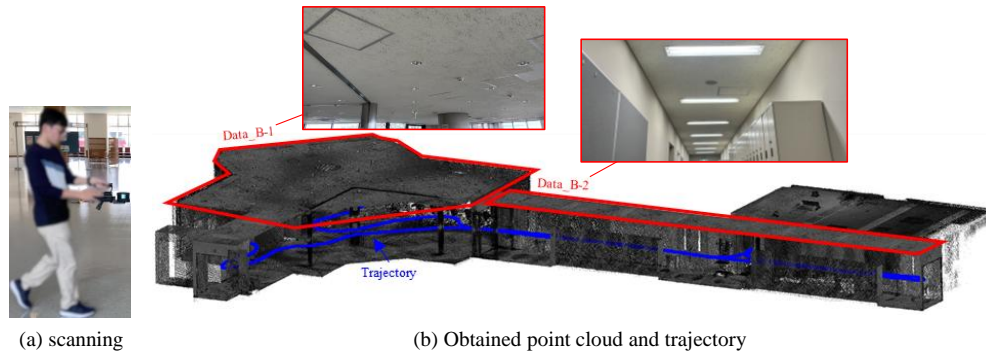 Data_B-1
Data_B-2
Trajectory
(a) scanning
(b) Obtained point cloud and trajectory